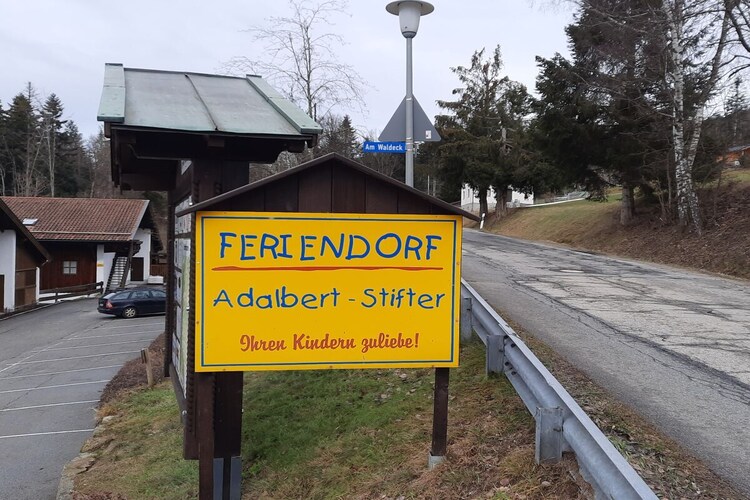 Am Waldeck
FERIENDORF
Adalbert - Stifter
Ihren Kindern zuliebe!